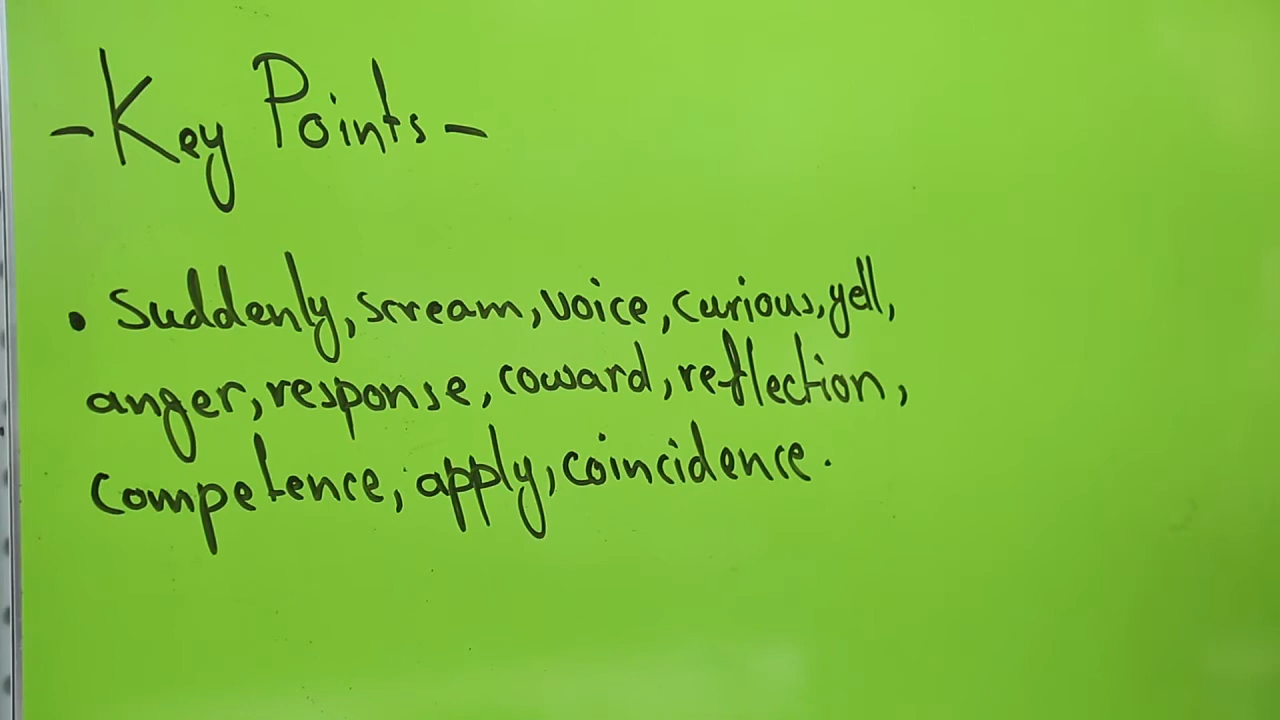 - Key Points -
• Suddenly, scream, voice, curious, yell,
anger, response, coward, reflection,
competence, apply, coincidence.